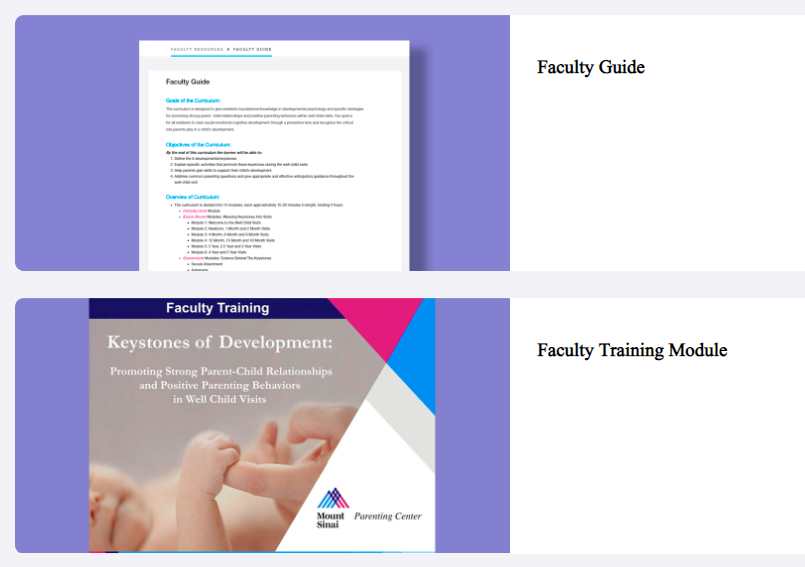 FACULTY RESOURCES FACULTY GUIDE
Faculty Guide
Goals of the Curriculum:
This curriculum is designed to give residents foundational knowledge in developmental psychology and specific strategies
for promoting strong parent- child relationships and positive parenting behaviors within well child visits. Our goal is
for all residents to view social-emotional-cognitive development through a preventive lens and recognize the critical
role parents play in a child's development.
Objectives of the Curriculum:
By the end of this curriculum the learner will be able to:
1. Define the 6 developmental keystones
2. Explain specific activities that promote these keystones during the well child visits
3. Help parents gain skills to support their child's development
4. Address common parenting questions and give appropriate and effective anticipatory guidance throughout the
well child visit
Overview of Curriculum:
• The curriculum is divided into 13 modules, each approximately 15-20 minutes in length, totaling 4 hours
Introduction Module
Exam Room Modules: Weaving Keystones Into Visits
Module 1: Welcome to the Well Child Visits
Module 2: Newborn, 1 Month and 2 Month Visits
Module 3: 4 Month, 6 Month and 9 Month Visits
Module 4: 12 Month, 15 Month and 18 Month Visits
Module 5: 2 Year, 2.5 Year and 3 Year Visits
Module 6: 4 Year and 5 Year Visits
Modules: Science Behind The Keystones
Secure Attachment
Autonomy
Faculty Guide
Faculty Training
Keystones of Development:
Promoting Strong Parent-Child Relationships
and Positive Parenting Behaviors
in Well Child Visits
Mount
Sinai
Parenting Center
Faculty Training Module